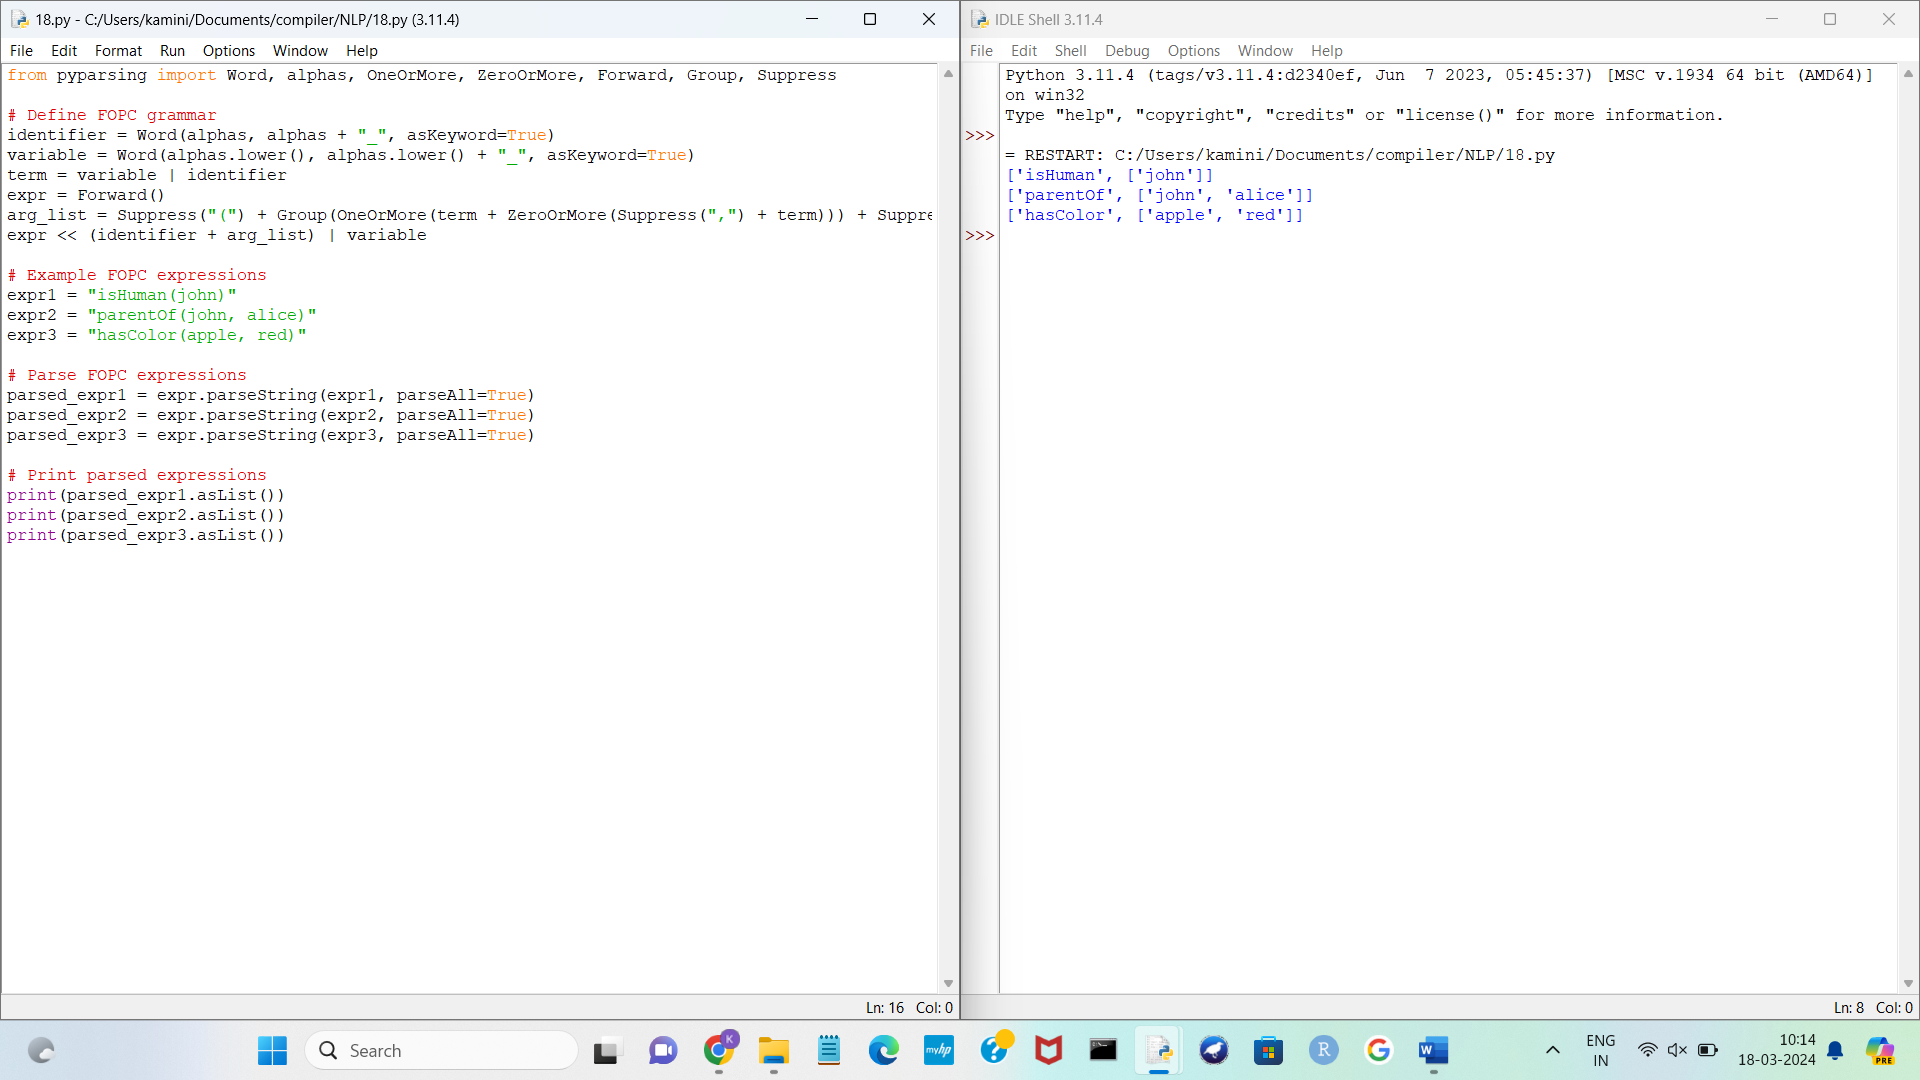 18.py - C:/Users/kamini/Documents/compiler/NLP/18.py (3.11.4)
File Edit Format Run Options Window Help
from pyparsing import Word, alphas, OneOrMore, ZeroOrMore, Forward, Group, Suppress
# Define FOPC grammar
identifier = Word(alphas, alphas + "_", asKeyword=True)
variable = Word(alphas.lower(), alphas.lower() + "_", asKeyword=True)
term = variable | identifier
expr = Forward()
arg_list = Suppress("(") + Group(OneOrMore(term + ZeroOrMore(Suppress(",") + term))) + Suppre
expr << (identifier + arg_list) | variable
# Example FOPC expressions
expr1 = "isHuman(john)"
expr2 = "parentOf(john, alice)"
expr3 = "hasColor(apple, red)"
# Parse FOPC expressions
parsed_expr1 = expr.parseString(expr1, parseAll=True)
parsed_expr2 = expr.parseString(expr2, parseAll=True)
parsed_expr3 = expr.parseString(expr3, parseAll=True)
# Print parsed expressions
print(parsed_expr1.asList())
print(parsed_expr2.asList())
print(parsed_expr3.asList())
Ln: 16 Col: 0
IDLE Shell 3.11.4
File Edit Shell Debug Options Window Help
Python 3.11.4 (tags/v3.11.4:d2340ef, Jun  7 2023, 05:45:37) [MSC v.1934 64 bit (AMD64)]
on win32
Type "help", "copyright", "credits" or "license()" for more information.
>>>
= RESTART: C:/Users/kamini/Documents/compiler/NLP/18.py
['isHuman', ['john']]
['parentOf', ['john', 'alice']]
['hasColor', ['apple', 'red']]
>>>
Ln: 8 Col: 0
Search
K
myhp
?
R
W
ENG
IN
10:14
18-03-2024
PRE